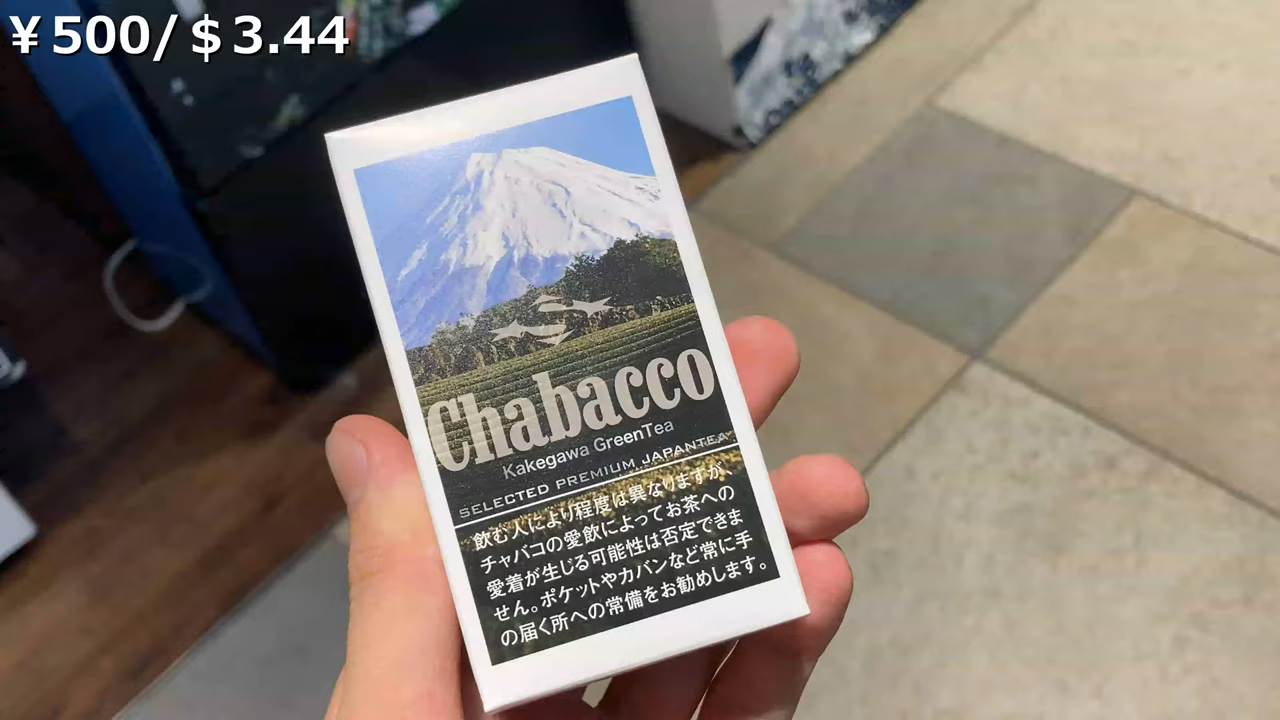 ¥500/$3.44
Chabacco
Kakegawa GreenTea
SELECTED PREMIUM JAPANTEA
飲む人により程度は異なりますが、
チャバコの愛飲によってお茶への
愛着が生じる可能性は否定できま
せん。ポケットやカバンなど常に手
の届く所への常備をお勧めします。